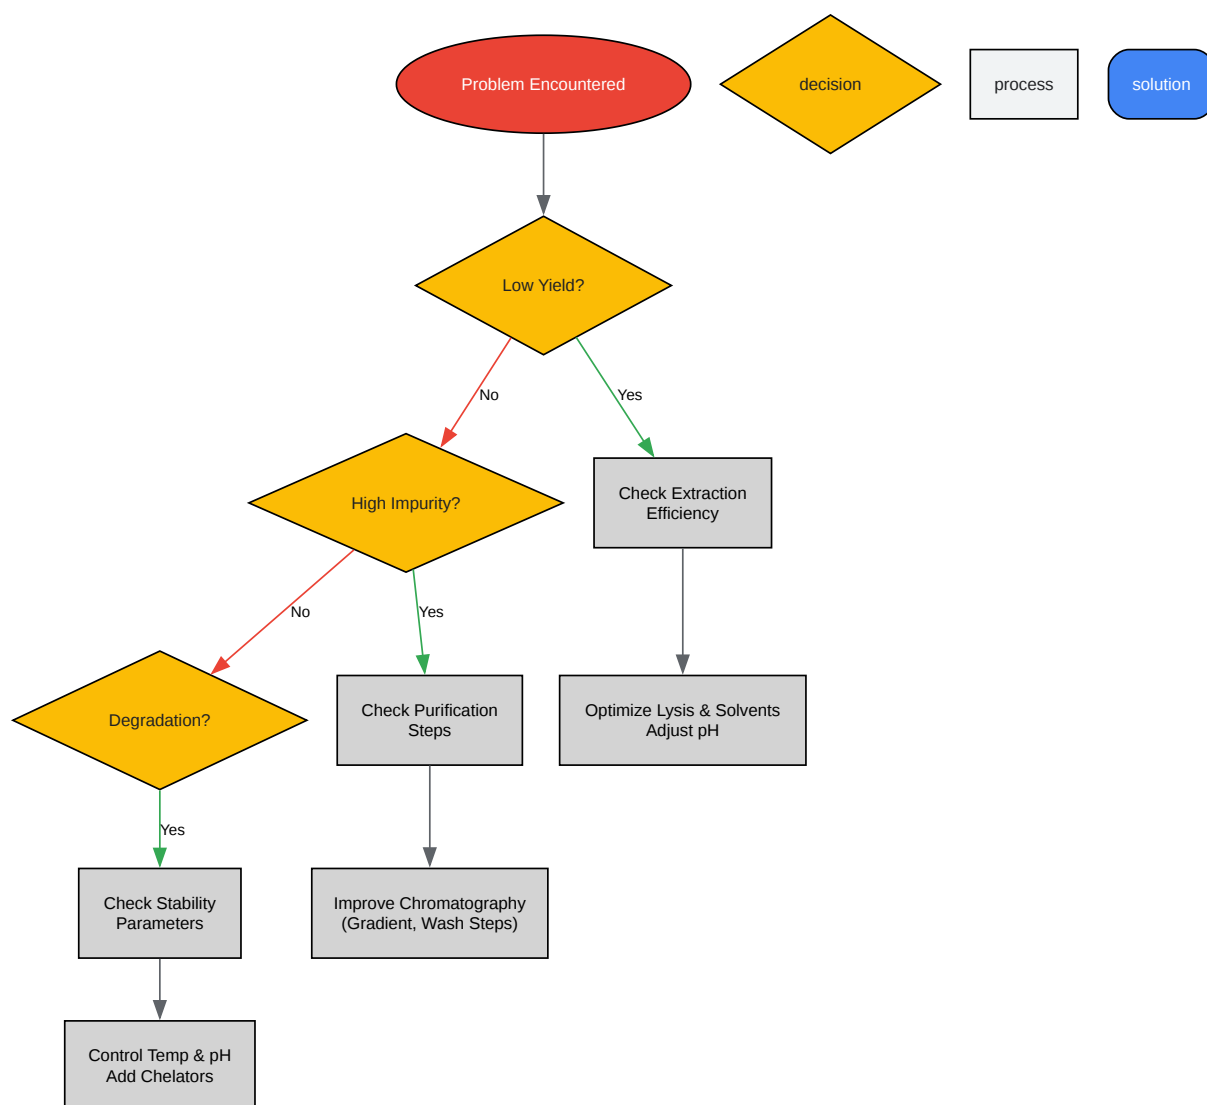 Problem Encountered
decision
process
solution
Low Yield?
No
Yes
High Impurity?
Check Extraction
Efficiency
No
Yes
Degradation?
Check Purification
Steps
Optimize Lysis & Solvents
Adjust pH
Yes
Check Stability
Parameters
Improve Chromatography
(Gradient, Wash Steps)
Control Temp & pH
Add Chelators